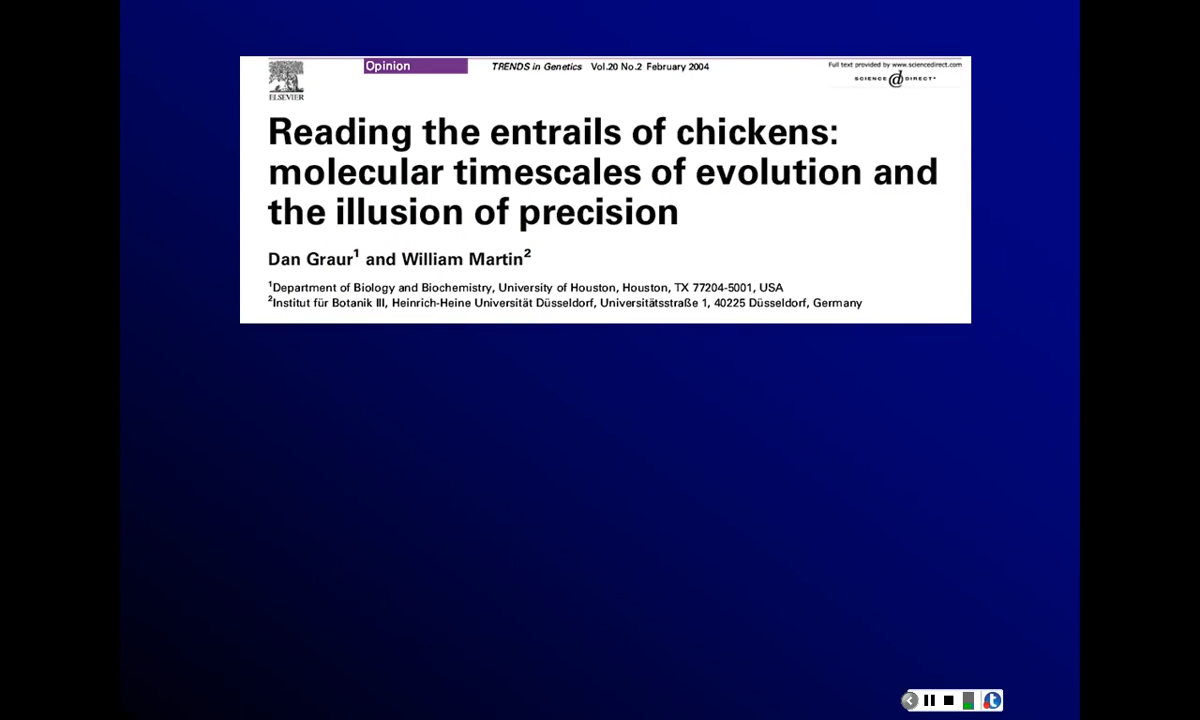 Opinion
TRENDS in Genetics Vol.20 No.2 February 2004
Full text provided by www.sciencedirect.com
SCIENCE @ DIRECT®
ELSEVIER
Reading the entrails of chickens:
molecular timescales of evolution and
the illusion of precision
Dan Graur¹ and William Martin²
¹Department of Biology and Biochemistry, University of Houston, Houston, TX 77204-5001, USA
²Institut für Botanik III, Heinrich-Heine Universität Düsseldorf, Universitätsstraße 1, 40225 Düsseldorf, Germany